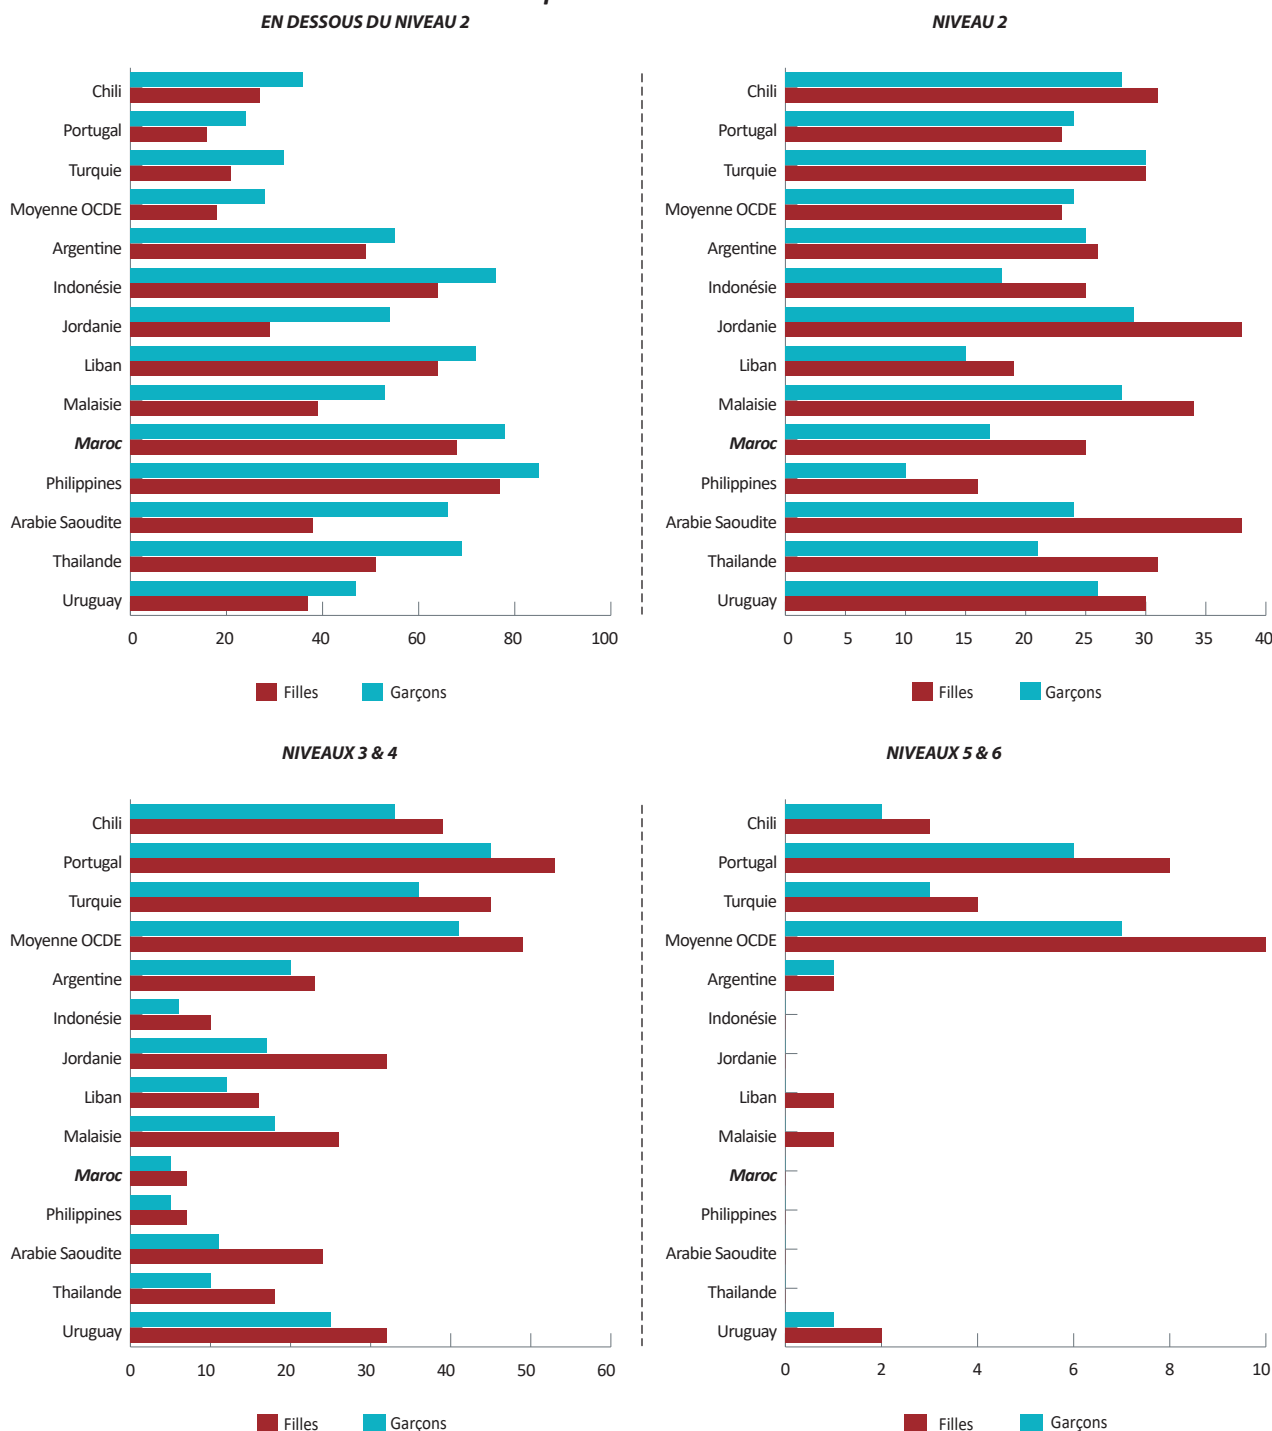 EN DESSOUS DU NIVEAU 2
Chili
Portugal
Turquie
Moyenne OCDE
Argentine
Indonésie
Jordanie
Liban
Malaisie
Maroc
Philippines
Arabie Saoudite
Thailande
Uruguay
0 20 40 60 80 100
Filles Garçons
NIVEAU 2
Chili
Portugal
Turquie
Moyenne OCDE
Argentine
Indonésie
Jordanie
Liban
Malaisie
Maroc
Philippines
Arabie Saoudite
Thailande
Uruguay
0 5 10 15 20 25 30 35 40
Filles Garçons
NIVEAUX 3 & 4
Chili
Portugal
Turquie
Moyenne OCDE
Argentine
Indonésie
Jordanie
Liban
Malaisie
Maroc
Philippines
Arabie Saoudite
Thailande
Uruguay
0 10 20 30 40 50 60
Filles Garçons
NIVEAUX 5 & 6
Chili
Portugal
Turquie
Moyenne OCDE
Argentine
Indonésie
Jordanie
Liban
Malaisie
Maroc
Philippines
Arabie Saoudite
Thailande
Uruguay
0 2 4 6 8 10
Filles Garçons